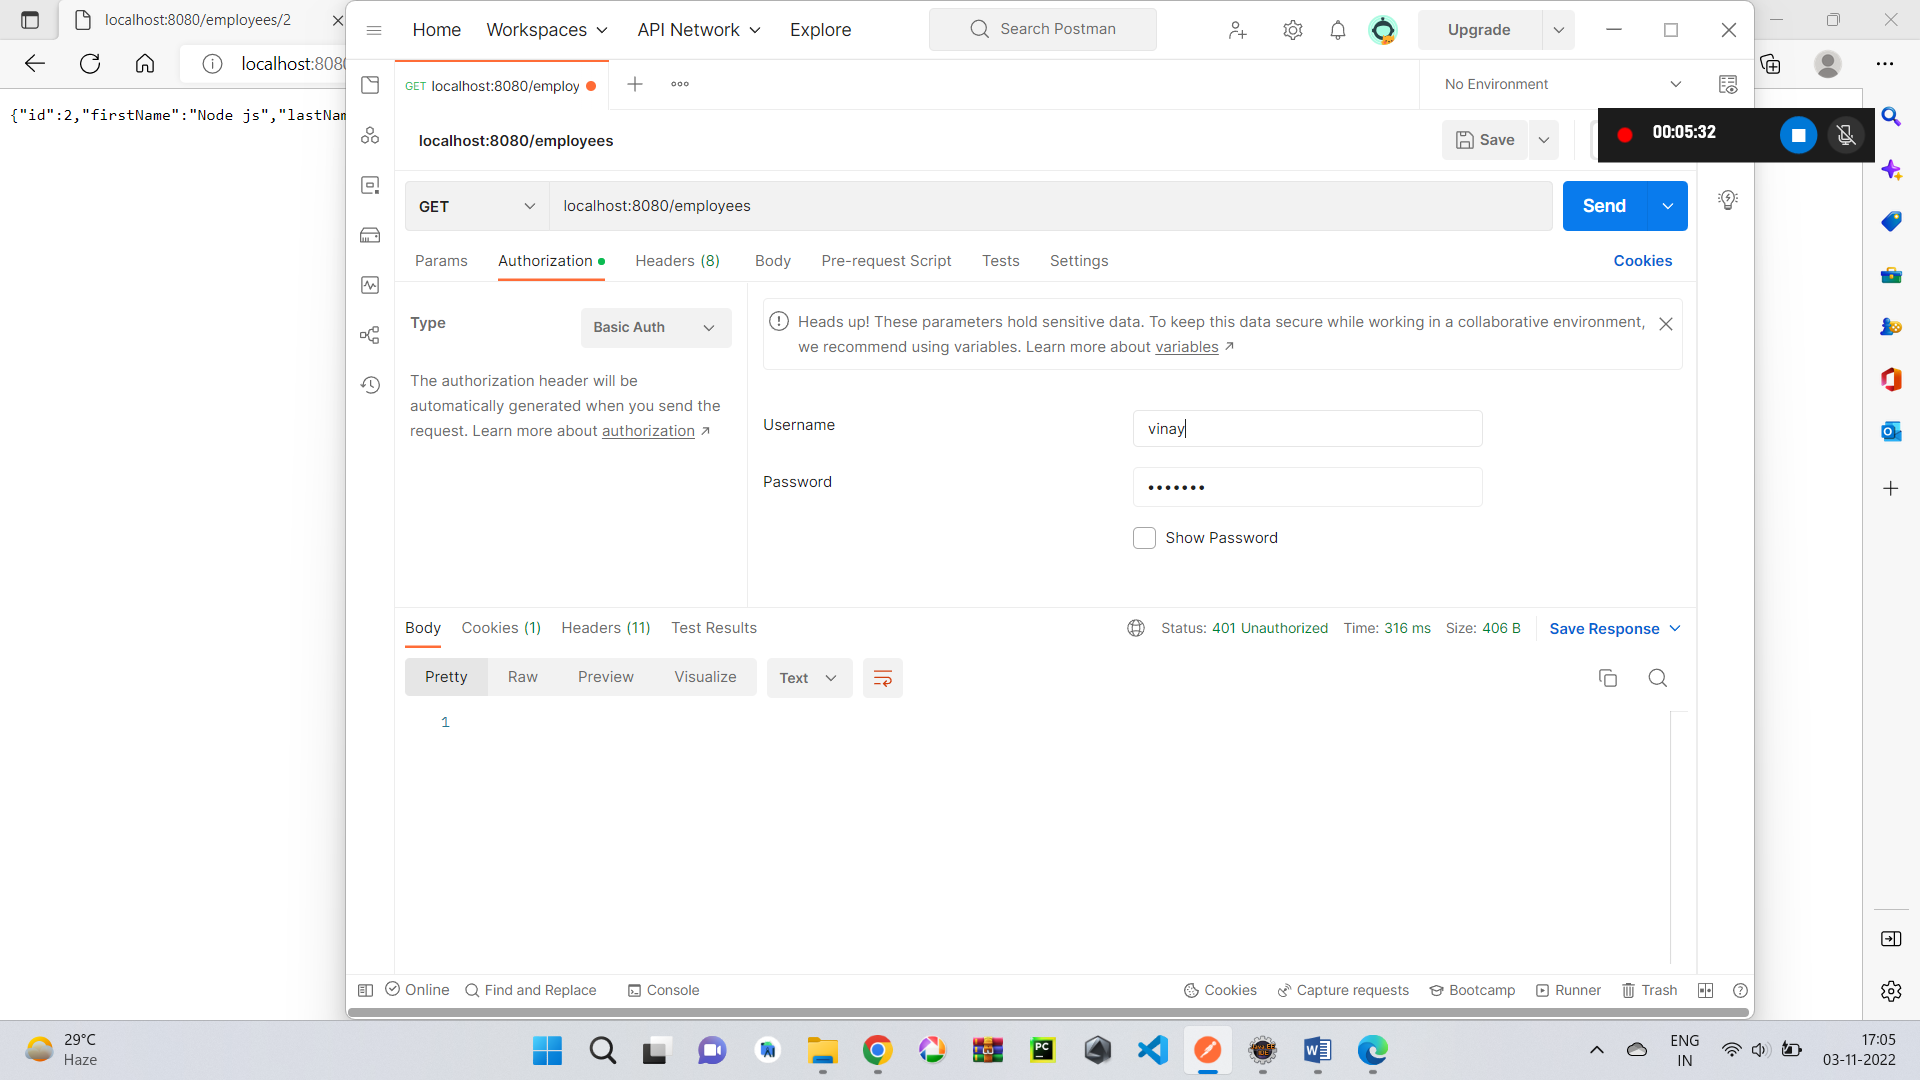 localhost:8080/employees/2
localhost:808
{"id":2,"firstName":"Node js","lastNam
Home
Workspaces
API Network
Explore
Search Postman
Upgrade
GET localhost:8080/employ
No Environment
localhost:8080/employees
Save
00:05:32
GET
localhost:8080/employees
Send
Params
Authorization
Headers (8)
Body
Pre-request Script
Tests
Settings
Cookies
Type
Basic Auth
The authorization header will be
automatically generated when you send the
request. Learn more about authorization ↗
Heads up! These parameters hold sensitive data. To keep this data secure while working in a collaborative environment,
we recommend using variables. Learn more about variables ↗
Username
vinay
Password
•••••••
Show Password
Body
Cookies (1)
Headers (11)
Test Results
Status: 401 Unauthorized
Time: 316 ms
Size: 406 B
Save Response
Pretty
Raw
Preview
Visualize
Text
1
Online
Find and Replace
Console
Cookies
Capture requests
Bootcamp
Runner
Trash
29°C
Haze
PC
ENG
IN
17:05
03-11-2022